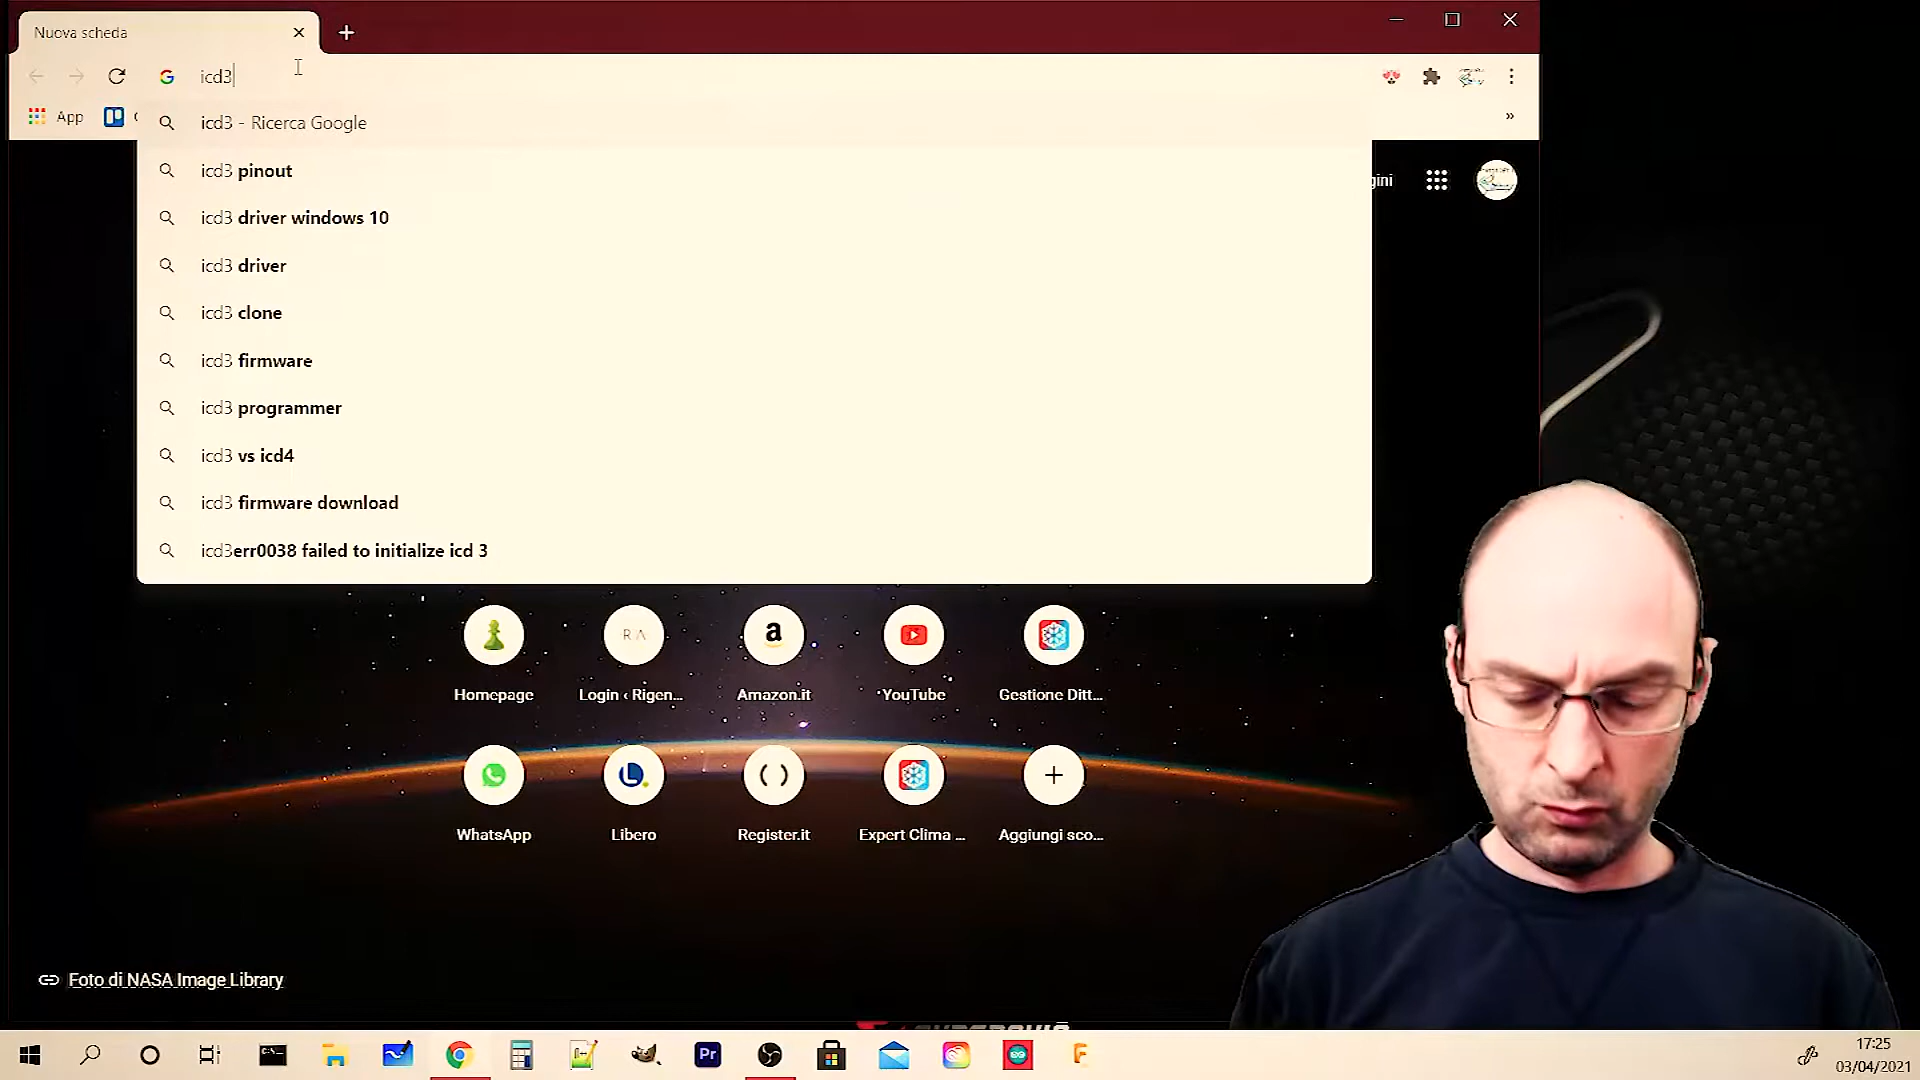 Nuova scheda
icd3
App
icd3 - Ricerca Google
icd3 pinout
gini
icd3 driver windows 10
icd3 driver
icd3 clone
icd3 firmware
icd3 programmer
icd3 vs icd4
icd3 firmware download
icd3err0038 failed to initialize icd 3
R A
a
Homepage
Login ‹ Rigen...
Amazon.it
YouTube
Gestione Ditt...
WhatsApp
Libero
Register.it
Expert Clima ...
Aggiungi sco...
Foto di NASA Image Library
Pr
17:25
03/04/2021